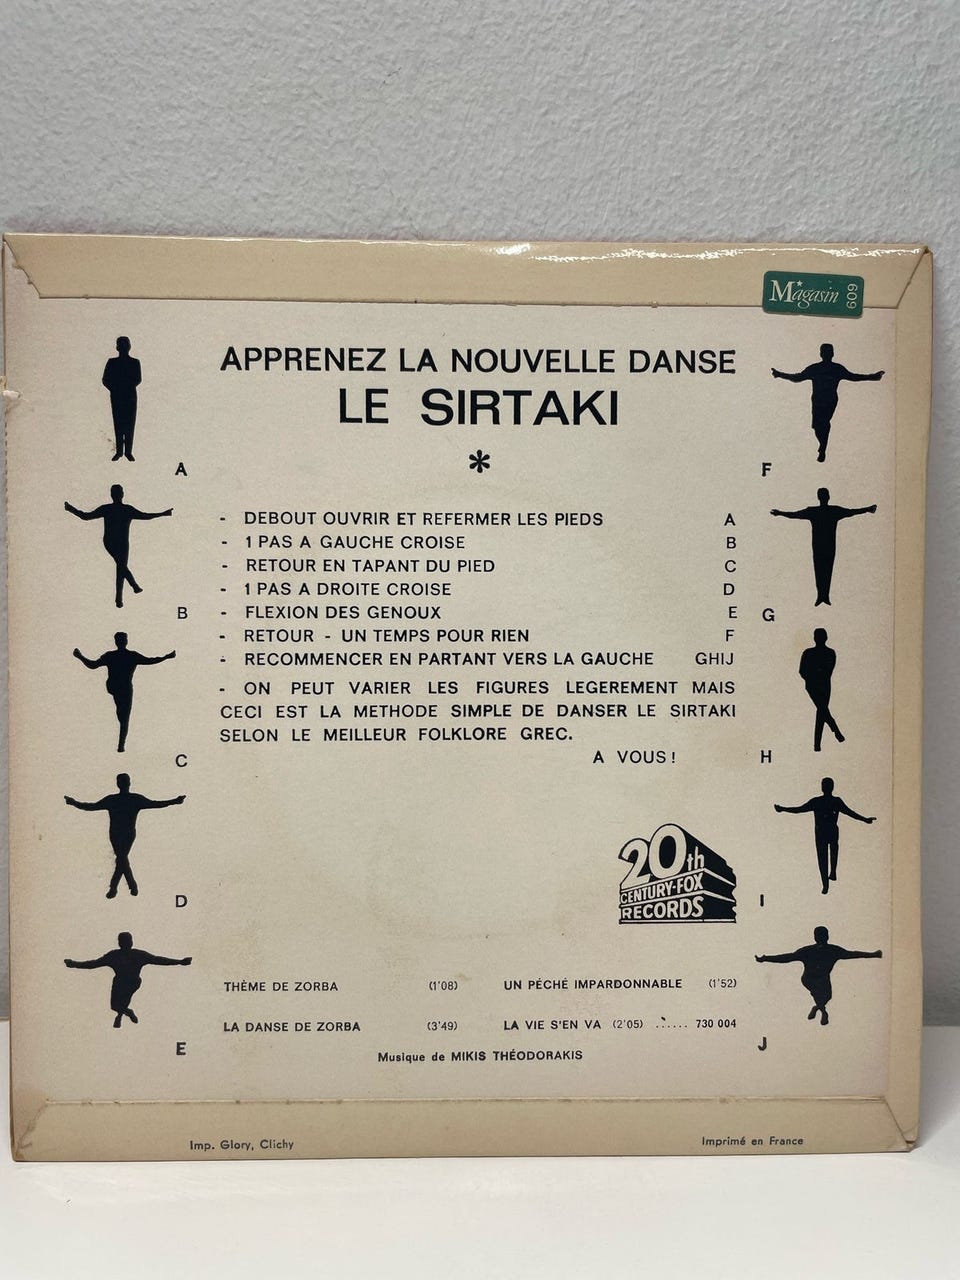 Magasin 609
APPRENEZ LA NOUVELLE DANSE
LE SIRTAKI
*
A
B
C
D
E
- DEBOUT OUVRIR ET REFERMER LES PIEDS A
- 1 PAS A GAUCHE CROISE B
- RETOUR EN TAPANT DU PIED C
- 1 PAS A DROITE CROISE D
- FLEXION DES GENOUX E
- RETOUR - UN TEMPS POUR RIEN F
- RECOMMENCER EN PARTANT VERS LA GAUCHE GHIJ
- ON PEUT VARIER LES FIGURES LEGEREMENT MAIS
CECI EST LA METHODE SIMPLE DE DANSER LE SIRTAKI
SELON LE MEILLEUR FOLKLORE GREC.
A VOUS !
F
G
H
I
J
20th
CENTURY-FOX
RECORDS
THÈME DE ZORBA (1'08) UN PÉCHÉ IMPARDONNABLE (1'52)
LA DANSE DE ZORBA (3'49) LA VIE S'EN VA (2'05) ...... 730 004
Musique de MIKIS THÉODORAKIS
Imp. Glory, Clichy Imprimé en France